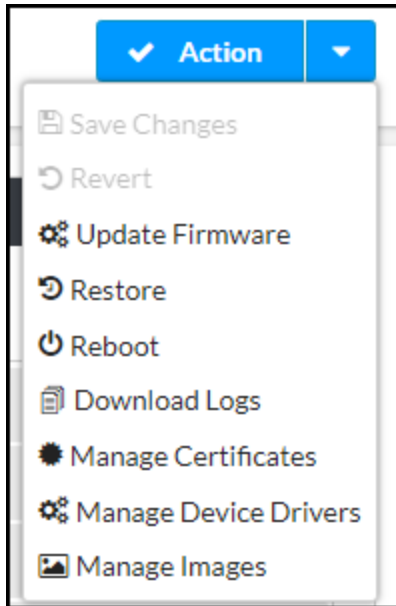 Action
Save Changes
Revert
Update Firmware
Restore
Reboot
Download Logs
Manage Certificates
Manage Device Drivers
Manage Images